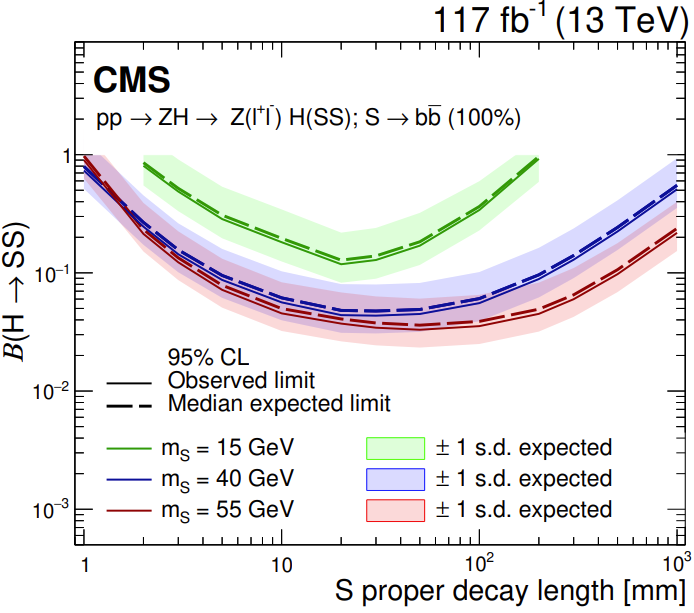 117 fb⁻¹ (13 TeV)
CMS
pp → ZH → Z(l⁺l⁻) H(SS); S → bb̅ (100%)
1
10⁻¹
10⁻²
10⁻³
B(H → SS)
95% CL
Observed limit
Median expected limit
m_S = 15 GeV ± 1 s.d. expected
m_S = 40 GeV ± 1 s.d. expected
m_S = 55 GeV ± 1 s.d. expected
1 10 10² 10³
S proper decay length [mm]